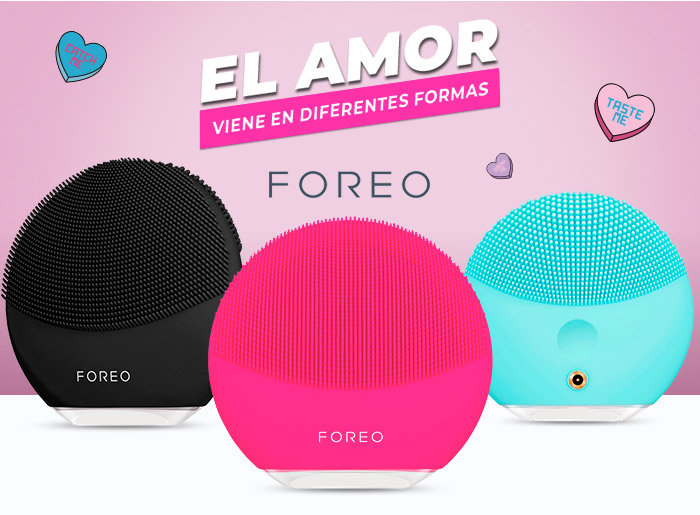 CATCH
ME
EL AMOR
VIENE EN DIFERENTES FORMAS
TASTE
ME
FOREO
FOREO
FOREO